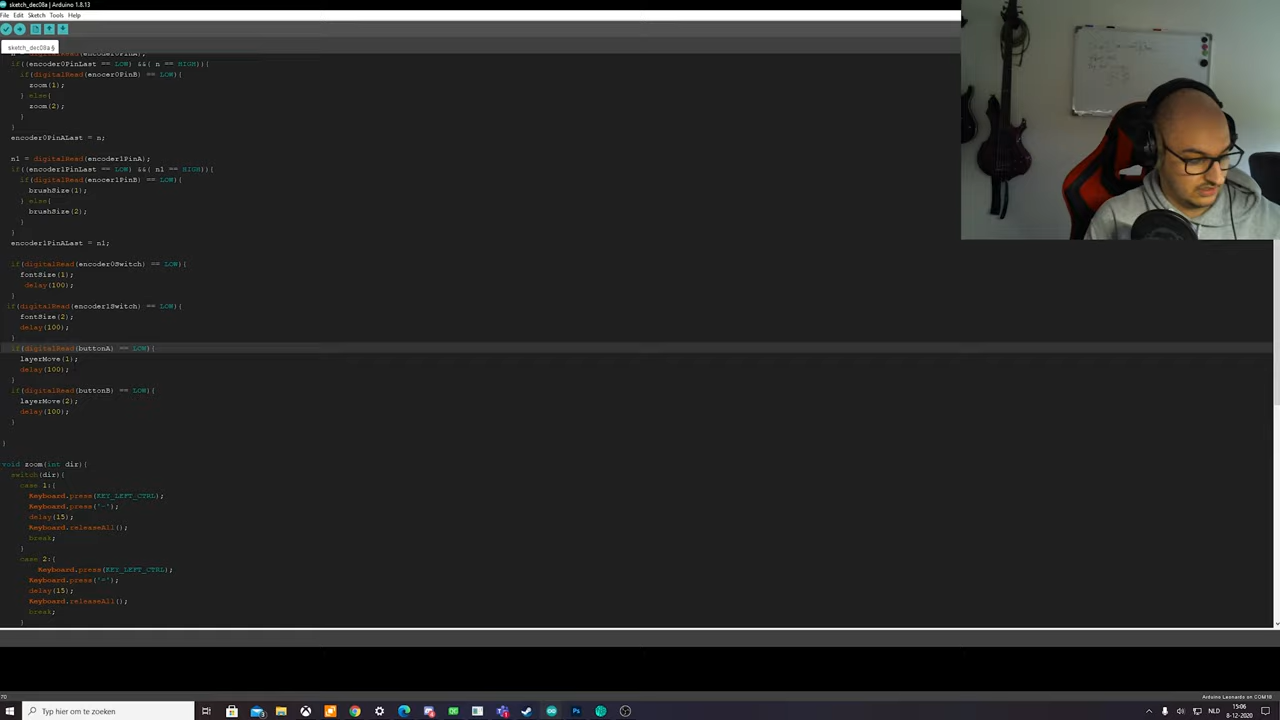 sketch_dec08a | Arduino 1.8.13
File Edit Sketch Tools Help
sketch_dec08a §
if((encoder0PinLast == LOW) &&( n == HIGH)){
if(digitalRead(enocer0PinB) == LOW){
zoom(1);
} else{
zoom(2);
}
}
encoder0PinALast = n;
n1 = digitalRead(encoder1PinA);
if((encoder1PinLast == LOW) &&( n1 == HIGH)){
if(digitalRead(enocer1PinB) == LOW){
brushSize(1);
} else{
brushSize(2);
}
}
encoder1PinALast = n1;
if(digitalRead(encoder0Switch) == LOW){
fontSize(1);
delay(100);
}
if(digitalRead(encoder1Switch) == LOW){
fontSize(2);
delay(100);
}
if(digitalRead(buttonA) == LOW){
layerMove(1);
delay(100);
}
if(digitalRead(buttonB) == LOW){
layerMove(2);
delay(100);
}
}
void zoom(int dir){
switch(dir){
case 1:{
Keyboard.press(KEY_LEFT_CTRL);
Keyboard.press('-');
delay(15);
Keyboard.releaseAll();
break;
}
case 2:{
Keyboard.press(KEY_LEFT_CTRL);
Keyboard.press('=');
delay(15);
Keyboard.releaseAll();
break;
}
70
Arduino Leonardo on COM18
Typ hier om te zoeken
NLD
15:06
8-12-2020